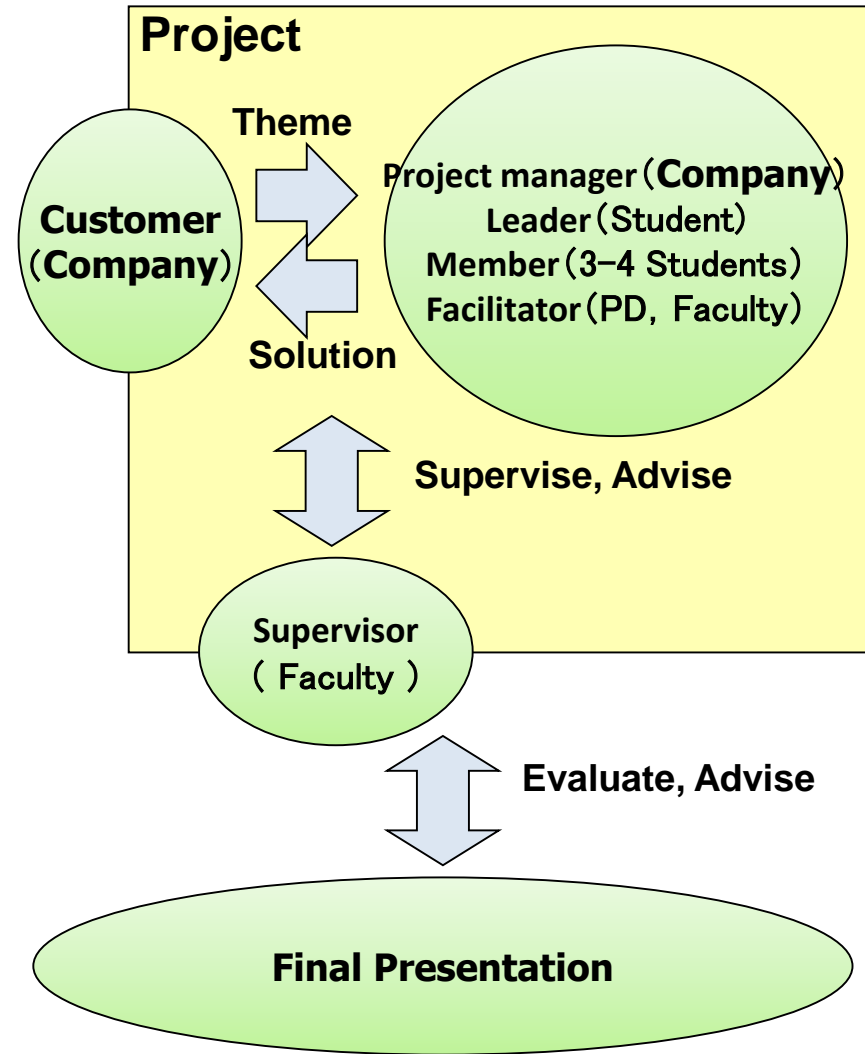 Project
Theme
Customer
（Company）
Project manager（Company）
Leader（Student）
Member（3-4 Students）
Facilitator（PD, Faculty）
Solution
Supervise, Advise
Supervisor
（ Faculty ）
Evaluate, Advise
Final Presentation